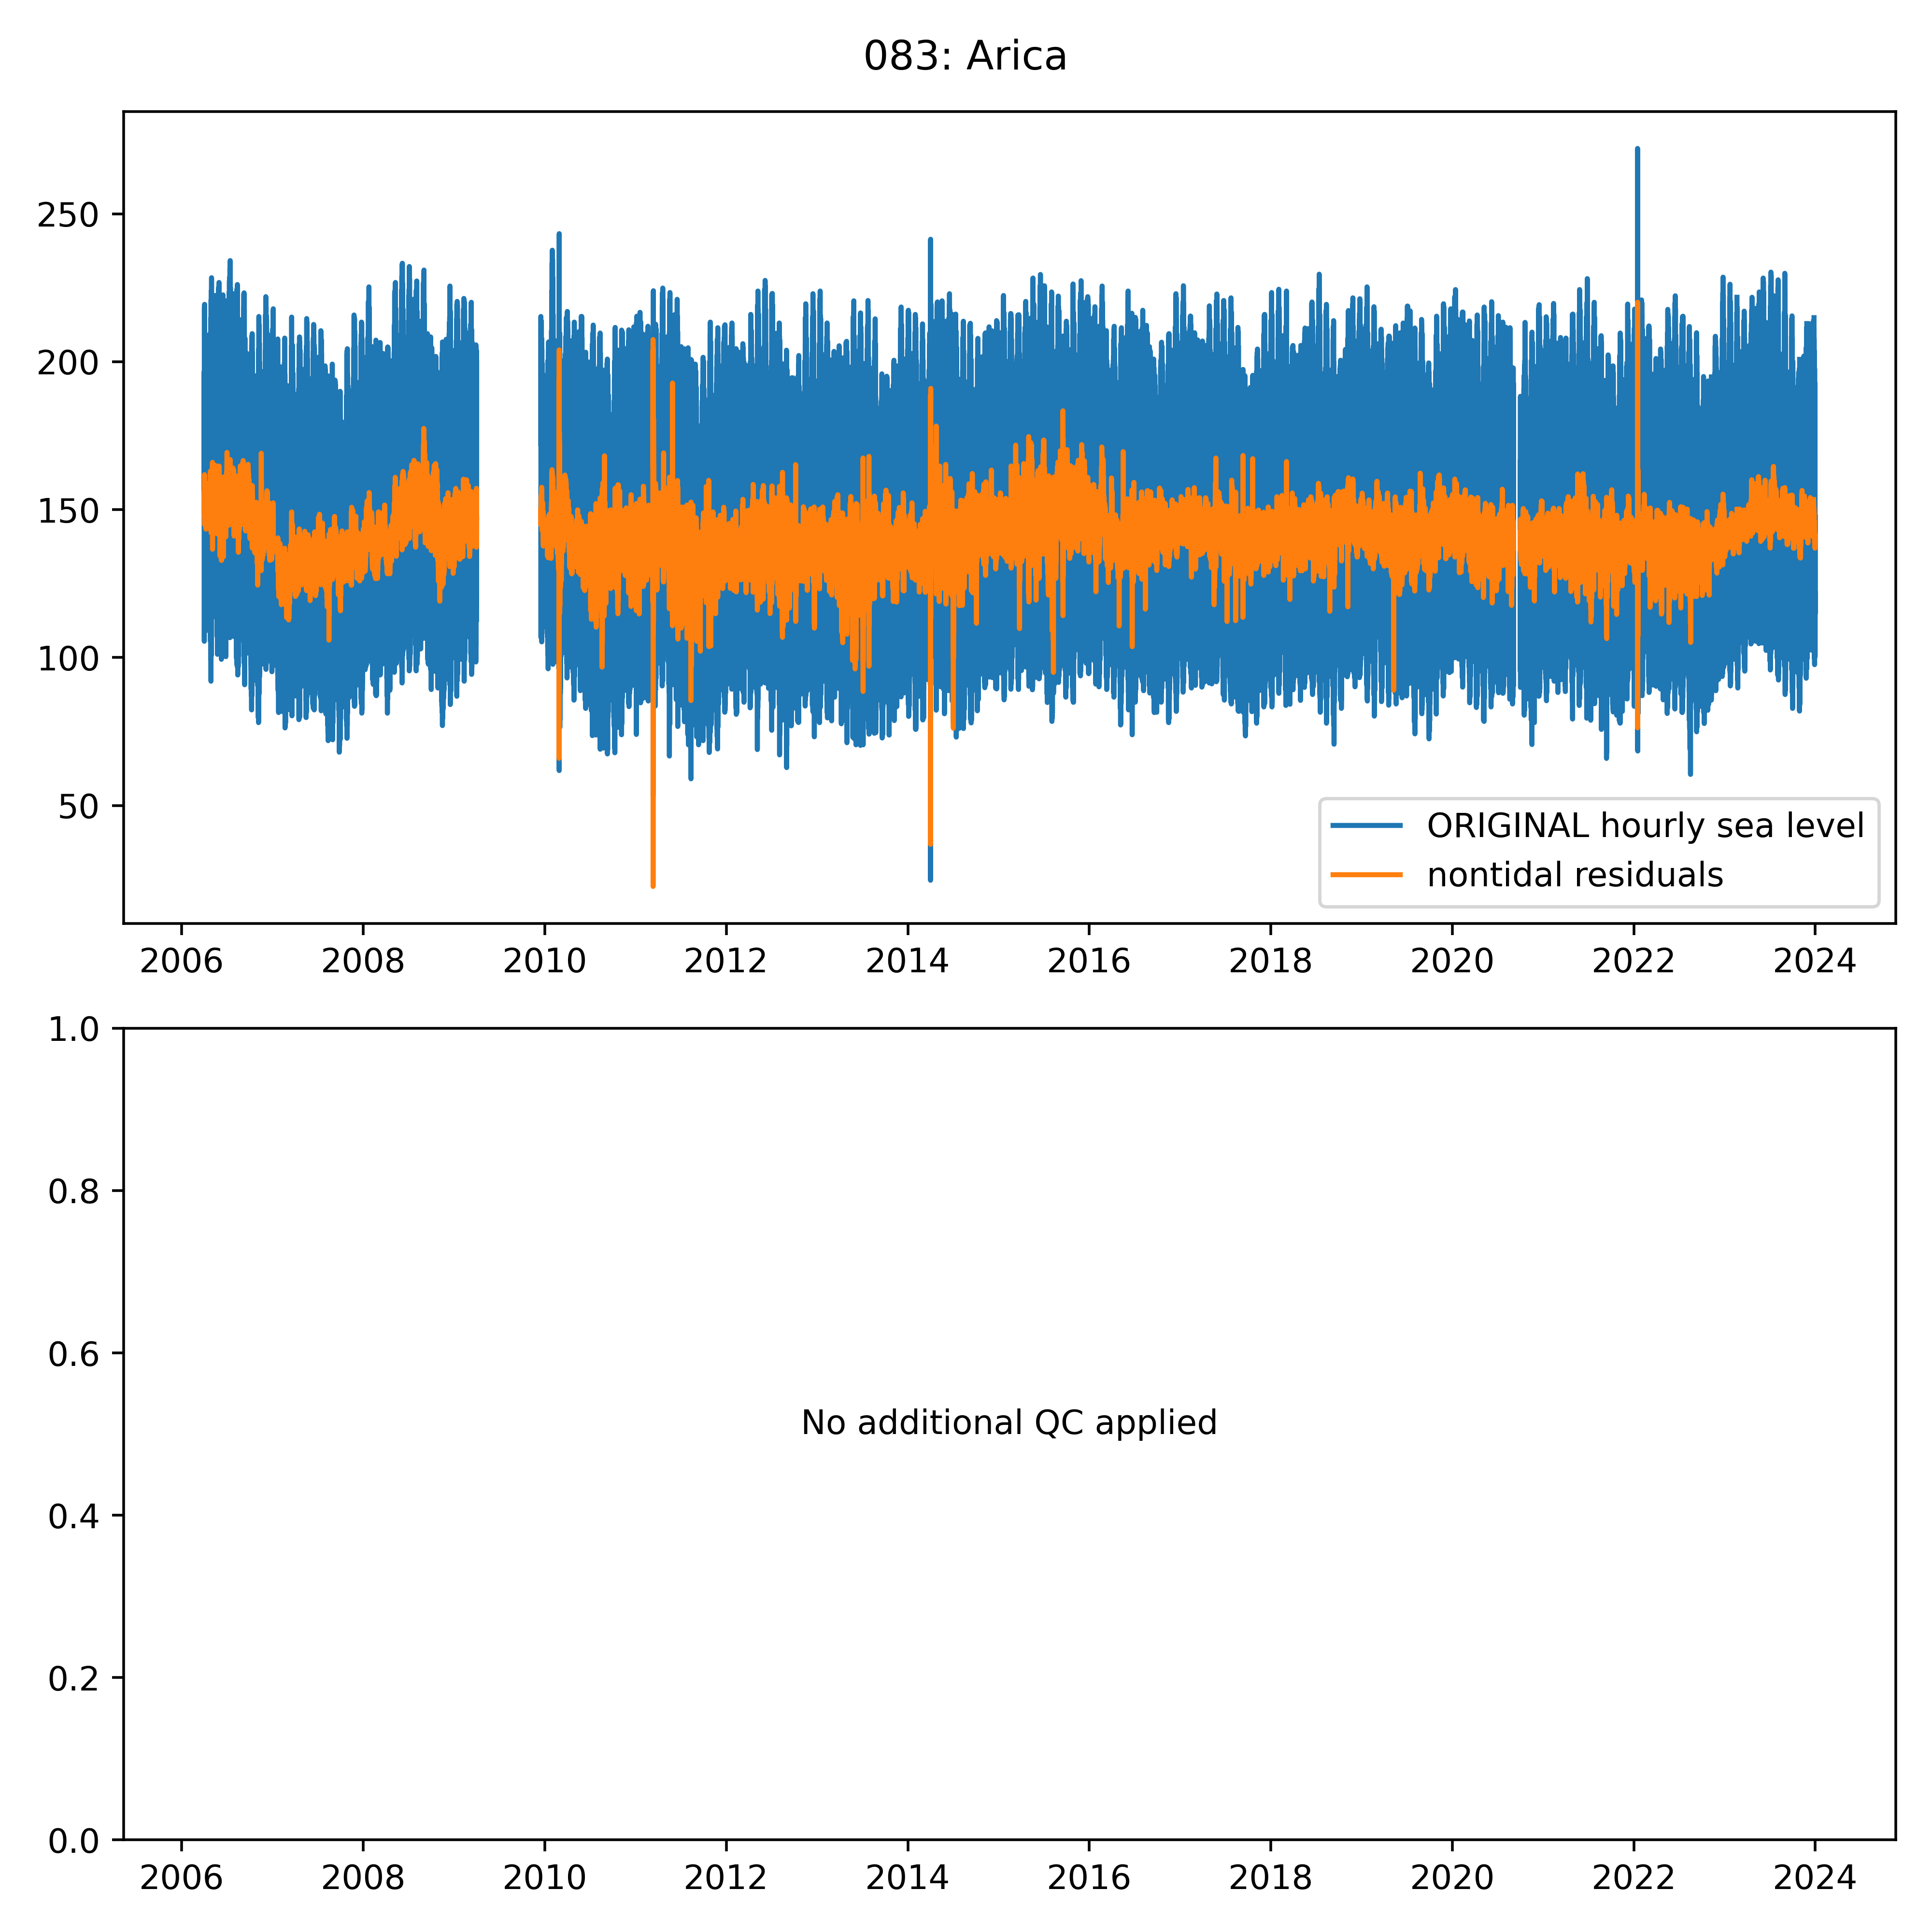 083: Arica
250
200
150
100
50
ORIGINAL hourly sea level
nontidal residuals
2006 2008 2010 2012 2014 2016 2018 2020 2022 2024
1.0
0.8
0.6
No additional QC applied
0.4
0.2
0.0
2006 2008 2010 2012 2014 2016 2018 2020 2022 2024